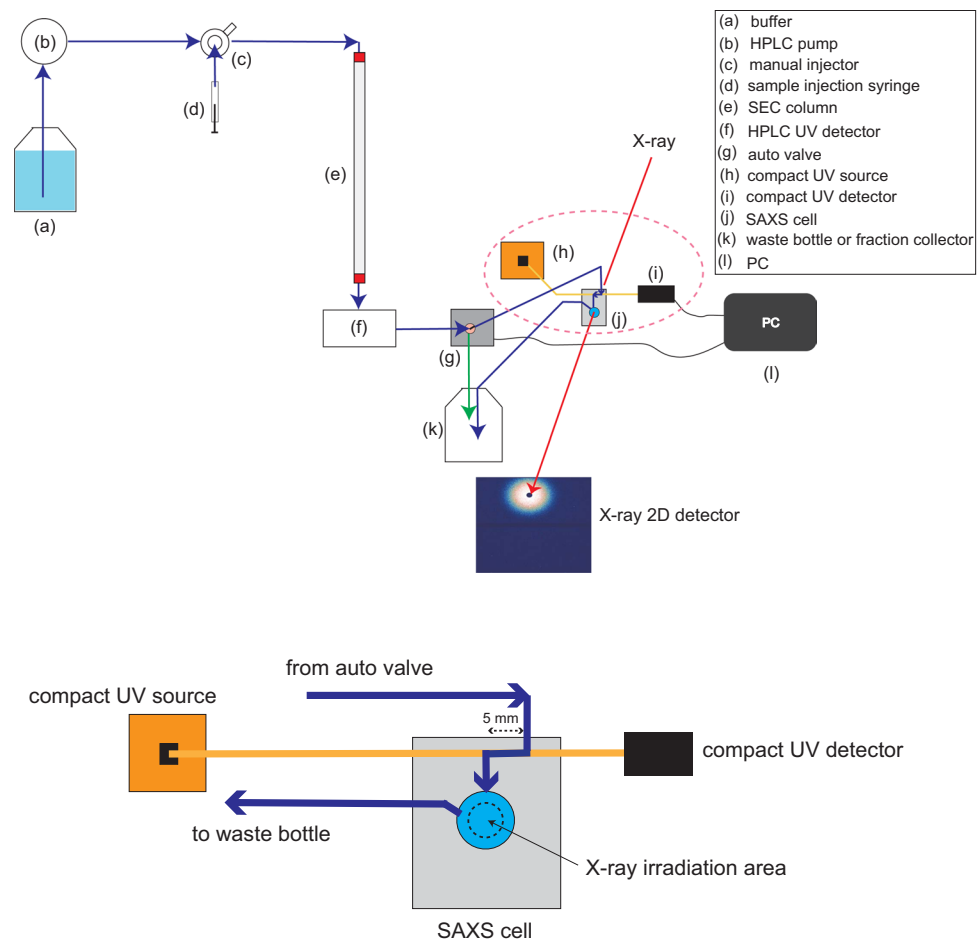 (a) buffer
(b) HPLC pump
(c) manual injector
(d) sample injection syringe
(e) SEC column
(f) HPLC UV detector
(g) auto valve
(h) compact UV source
(i) compact UV detector
(j) SAXS cell
(k) waste bottle or fraction collector
(l) PC
(b)
(c)
(d)
(a)
(e)
X-ray
(h)
(i)
(j)
(f)
(g)
PC
(l)
(k)
X-ray 2D detector
from auto valve
compact UV source
5 mm
compact UV detector
to waste bottle
X-ray irradiation area
SAXS cell